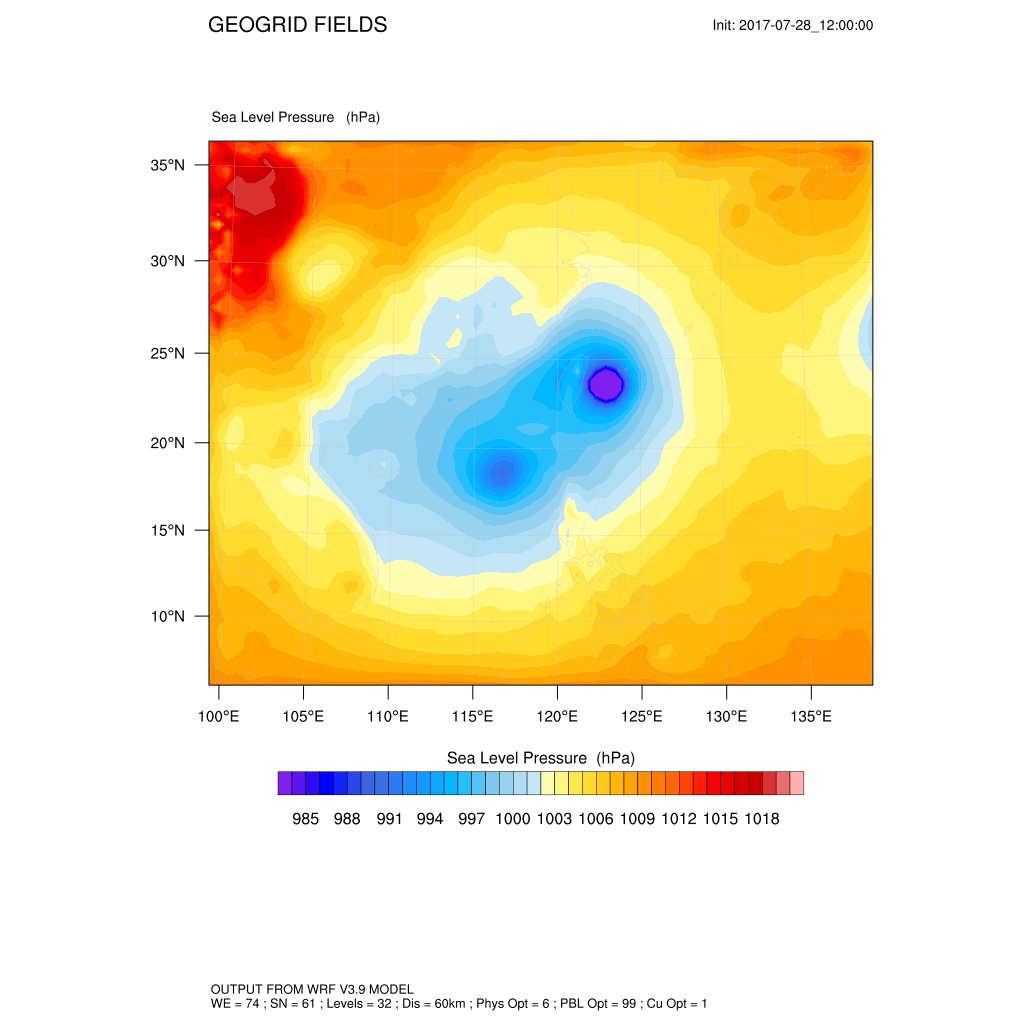 GEOGRID FIELDS
Init: 2017-07-28_12:00:00
Sea Level Pressure (hPa)
35°N
30°N
25°N
20°N
15°N
10°N
100°E 105°E 110°E 115°E 120°E 125°E 130°E 135°E
Sea Level Pressure (hPa)
985 988 991 994 997 1000 1003 1006 1009 1012 1015 1018
OUTPUT FROM WRF V3.9 MODEL
WE = 74 ; SN = 61 ; Levels = 32 ; Dis = 60km ; Phys Opt = 6 ; PBL Opt = 99 ; Cu Opt = 1